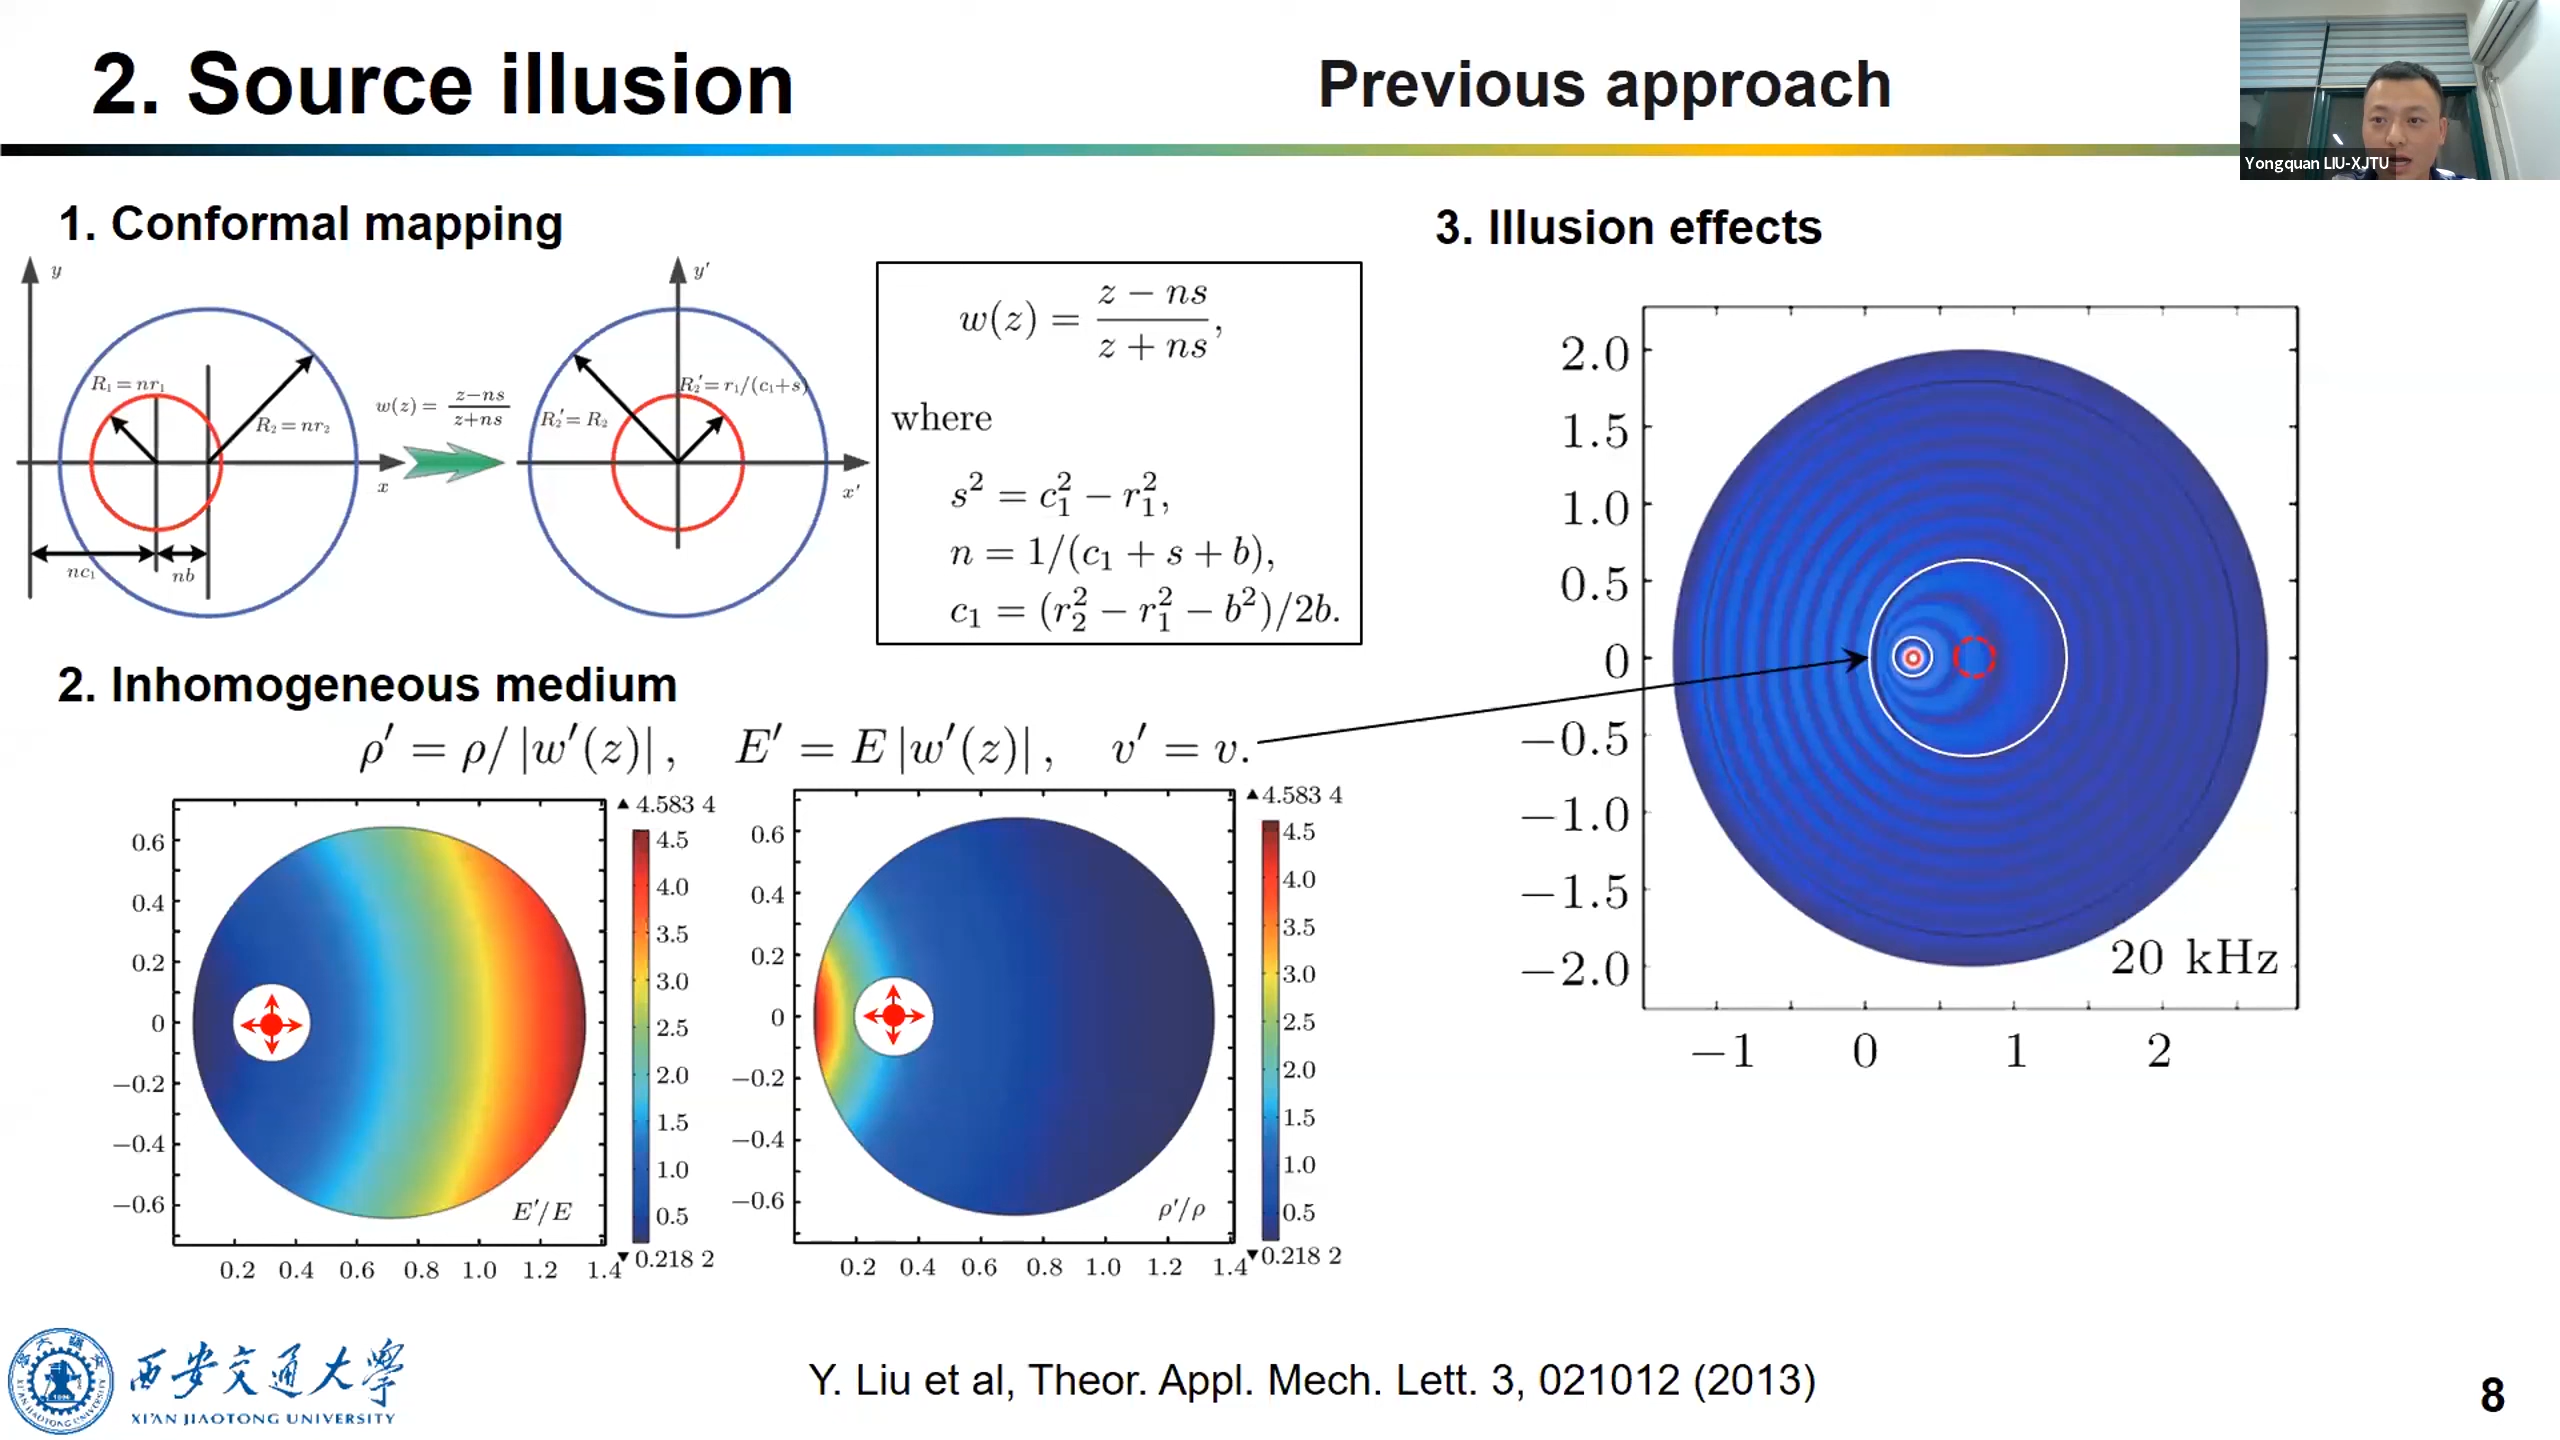 2. Source illusion
Previous approach
Yongquan LIU-XJTU
1. Conformal mapping
y
R₁ = nr₁
R₂ = nr₂
x
nc₁
nb
w(z) = z−ns / z+ns
y′
R₂′ = r₁/(c₁+s)
R₂′ = R₂
x′
w(z) = z − ns / z + ns,
where
s² = c₁² − r₁²,
n = 1/(c₁ + s + b),
c₁ = (r₂² − r₁² − b²)/2b.
2. Inhomogeneous medium
ρ′ = ρ/ |w′(z)| , E′ = E |w′(z)| , v′ = v.
0.6
0.4
0.2
0
−0.2
−0.4
−0.6
0.2 0.4 0.6 0.8 1.0 1.2 1.4
E′/E
▲ 4.583 4
4.5
4.0
3.5
3.0
2.5
2.0
1.5
1.0
0.5
▼ 0.218 2
0.6
0.4
0.2
0
−0.2
−0.4
−0.6
0.2 0.4 0.6 0.8 1.0 1.2 1.4
ρ′/ρ
▲ 4.583 4
4.5
4.0
3.5
3.0
2.5
2.0
1.5
1.0
0.5
▼ 0.218 2
3. Illusion effects
2.0
1.5
1.0
0.5
0
−0.5
−1.0
−1.5
−2.0
20 kHz
−1 0 1 2
西安交通大学
XI'AN JIAOTONG UNIVERSITY
Y. Liu et al, Theor. Appl. Mech. Lett. 3, 021012 (2013)
8